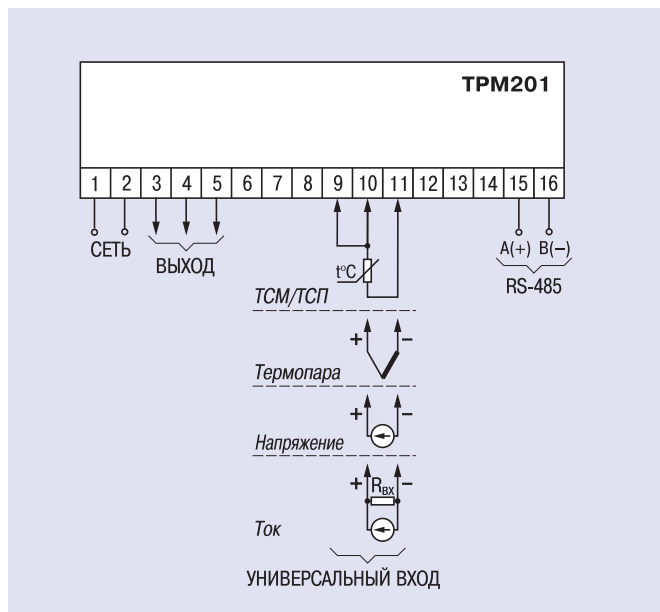 ТРМ201
1 2 3 4 5 6 7 8 9 10 11 12 13 14 15 16
СЕТЬ
ВЫХОД
A(+) B(–)
RS-485
t°C
ТСМ/ТСП
+ –
Термопара
+ –
Напряжение
+ Rвх –
Ток
УНИВЕРСАЛЬНЫЙ ВХОД